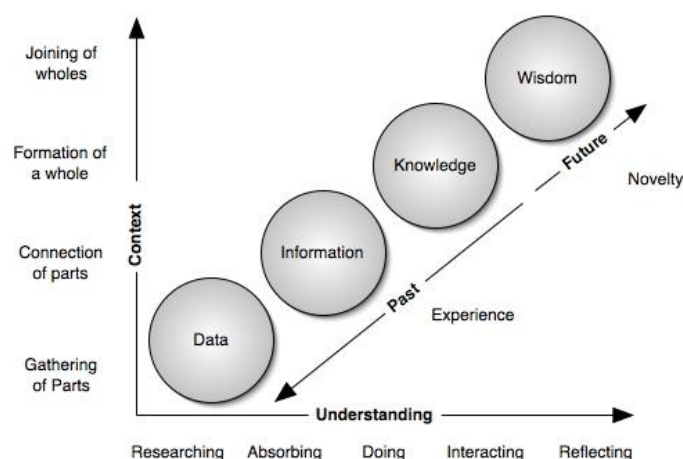 Joining of
wholes
Wisdom
Formation of
a whole
Knowledge
Future
Novelty
Context
Connection
of parts
Information
Past
Experience
Data
Gathering
of Parts
Understanding
Researching Absorbing Doing Interacting Reflecting